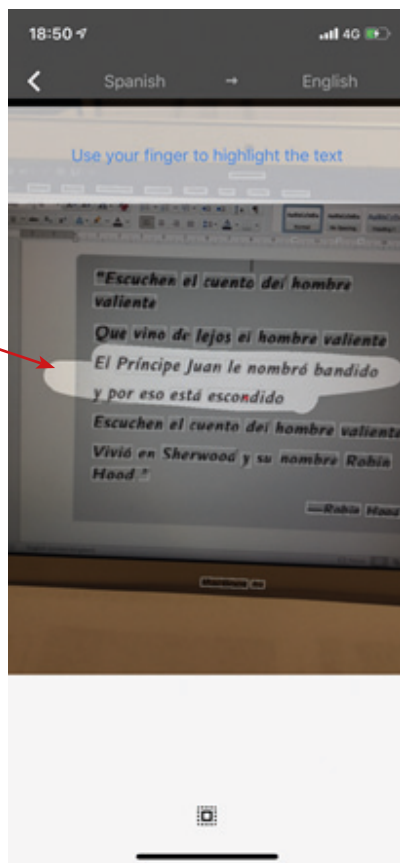 18:50
4G
Spanish → English
Use your finger to highlight the text
"Escuchen el cuento del hombre
valiente
Que vino de lejos el hombre valiente
El Príncipe Juan le nombró bandido
y por eso está escondido
Escuchen el cuento del hombre valiente
Vivió en Sherwood y su nombre Robin
Hood."
—Robin Hood